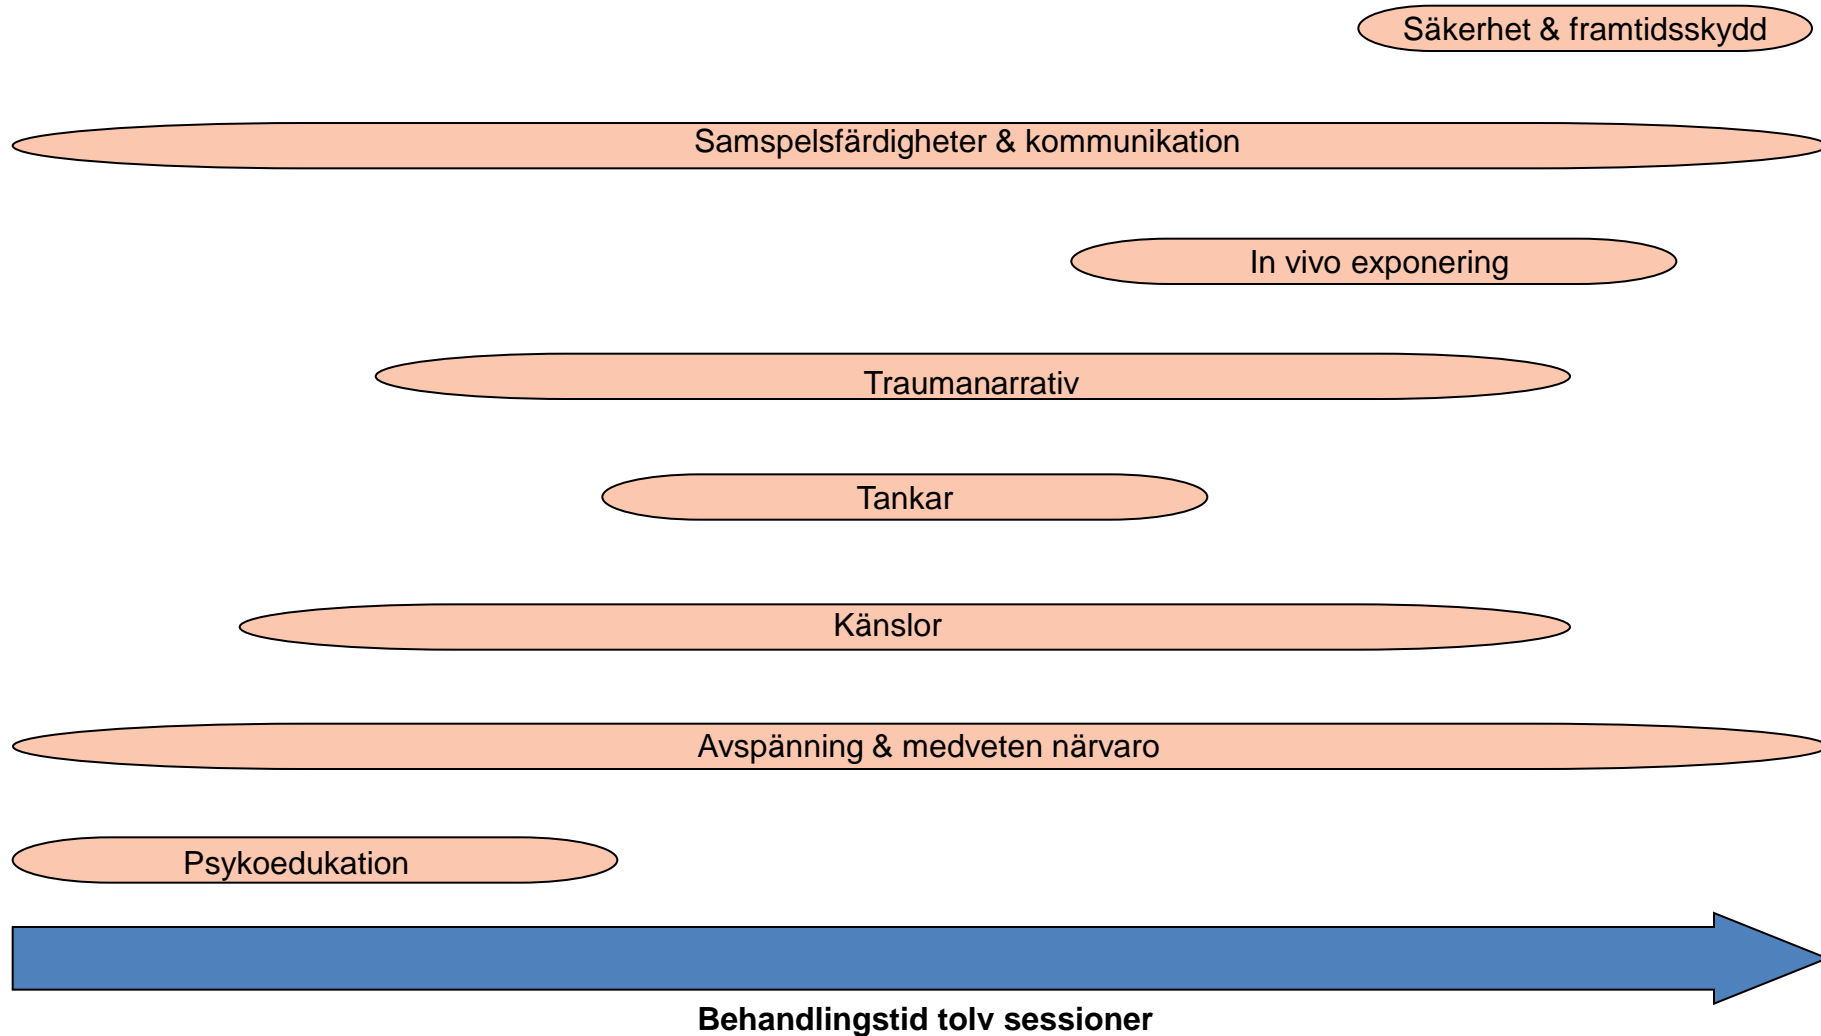 Säkerhet & framtidsskydd
Samspelsfärdigheter & kommunikation
In vivo exponering
Traumanarrativ
Tankar
Känslor
Avspänning & medveten närvaro
Psykoedukation
Behandlingstid tolv sessioner